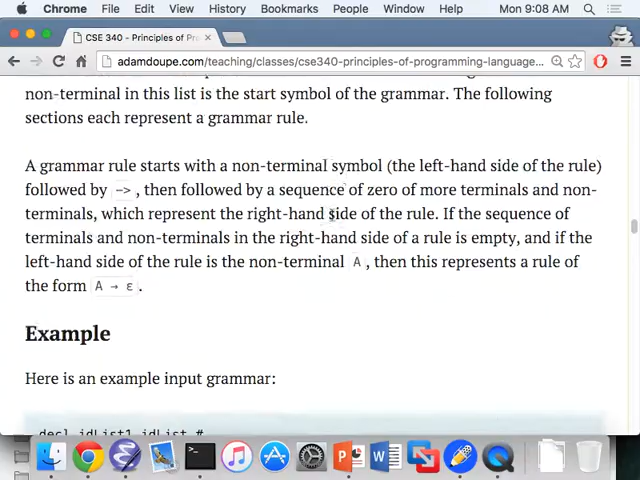 Chrome File Edit View History Bookmarks People Window Help Mon 9:08 AM
CSE 340 - Principles of Pr
adamdoupe.com/teaching/classes/cse340-principles-of-programming-language...
non-terminal in this list is the start symbol of the grammar. The following
sections each represent a grammar rule.
A grammar rule starts with a non-terminal symbol (the left-hand side of the rule)
followed by -> , then followed by a sequence of zero of more terminals and non-
terminals, which represent the right-hand side of the rule. If the sequence of
terminals and non-terminals in the right-hand side of a rule is empty, and if the
left-hand side of the rule is the non-terminal A , then this represents a rule of
the form A → ε .
Example
Here is an example input grammar:
decl idList1 idList #